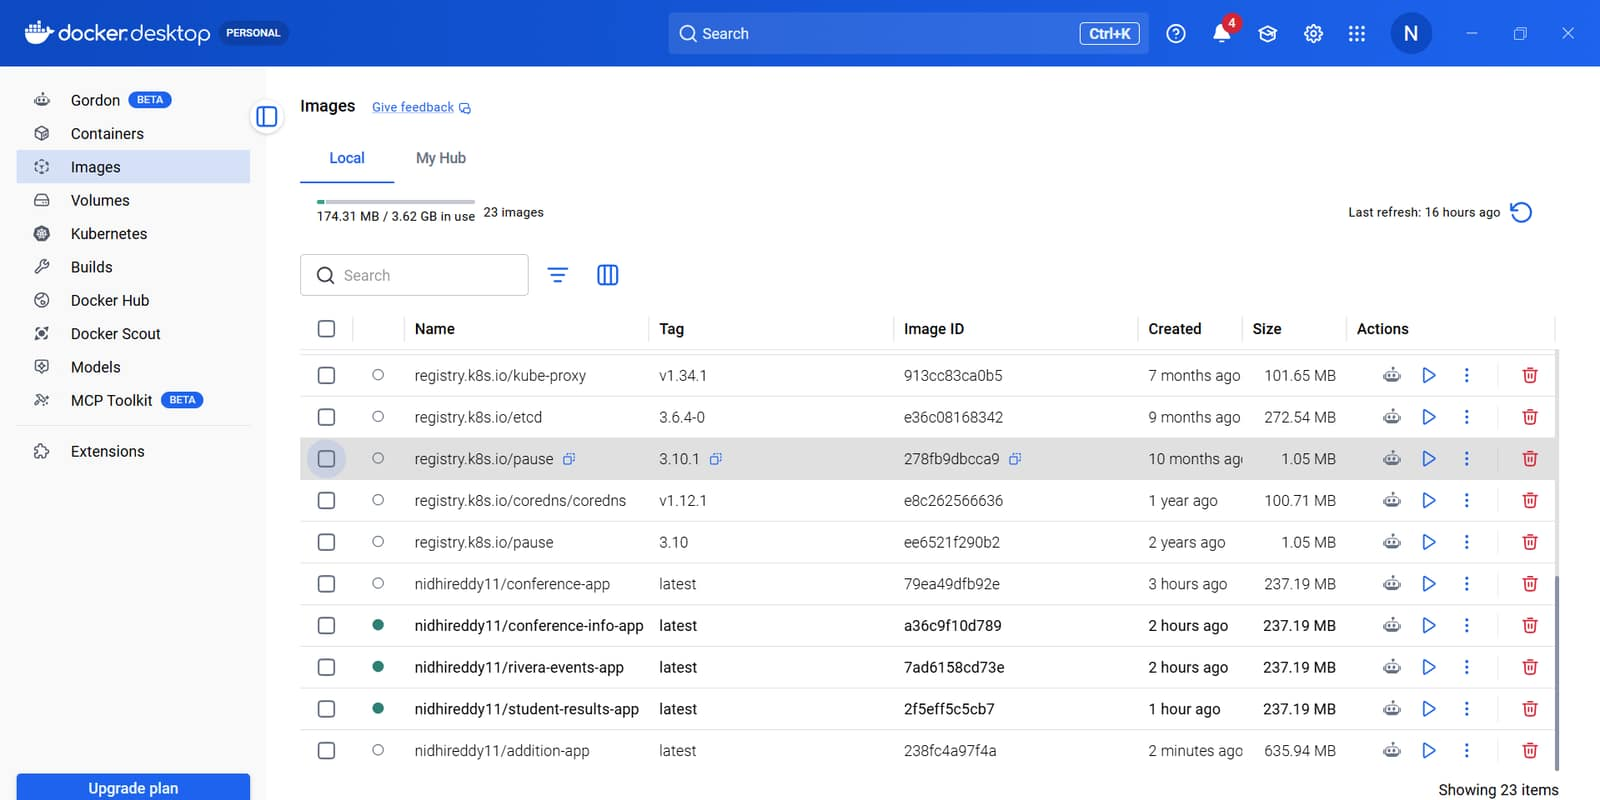 docker.desktop PERSONAL Search Ctrl+K 4 N
Gordon BETA
Containers
Images
Volumes
Kubernetes
Builds
Docker Hub
Docker Scout
Models
MCP Toolkit BETA
Extensions
Upgrade plan
Images Give feedback
Local My Hub
174.31 MB / 3.62 GB in use 23 images Last refresh: 16 hours ago
Search
Name Tag Image ID Created Size Actions
registry.k8s.io/kube-proxy v1.34.1 913cc83ca0b5 7 months ago 101.65 MB
registry.k8s.io/etcd 3.6.4-0 e36c08168342 9 months ago 272.54 MB
registry.k8s.io/pause 3.10.1 278fb9dbcca9 10 months ag 1.05 MB
registry.k8s.io/coredns/coredns v1.12.1 e8c262566636 1 year ago 100.71 MB
registry.k8s.io/pause 3.10 ee6521f290b2 2 years ago 1.05 MB
nidhireddy11/conference-app latest 79ea49dfb92e 3 hours ago 237.19 MB
nidhireddy11/conference-info-app latest a36c9f10d789 2 hours ago 237.19 MB
nidhireddy11/rivera-events-app latest 7ad6158cd73e 2 hours ago 237.19 MB
nidhireddy11/student-results-app latest 2f5eff5c5cb7 1 hour ago 237.19 MB
nidhireddy11/addition-app latest 238fc4a97f4a 2 minutes ago 635.94 MB
Showing 23 items